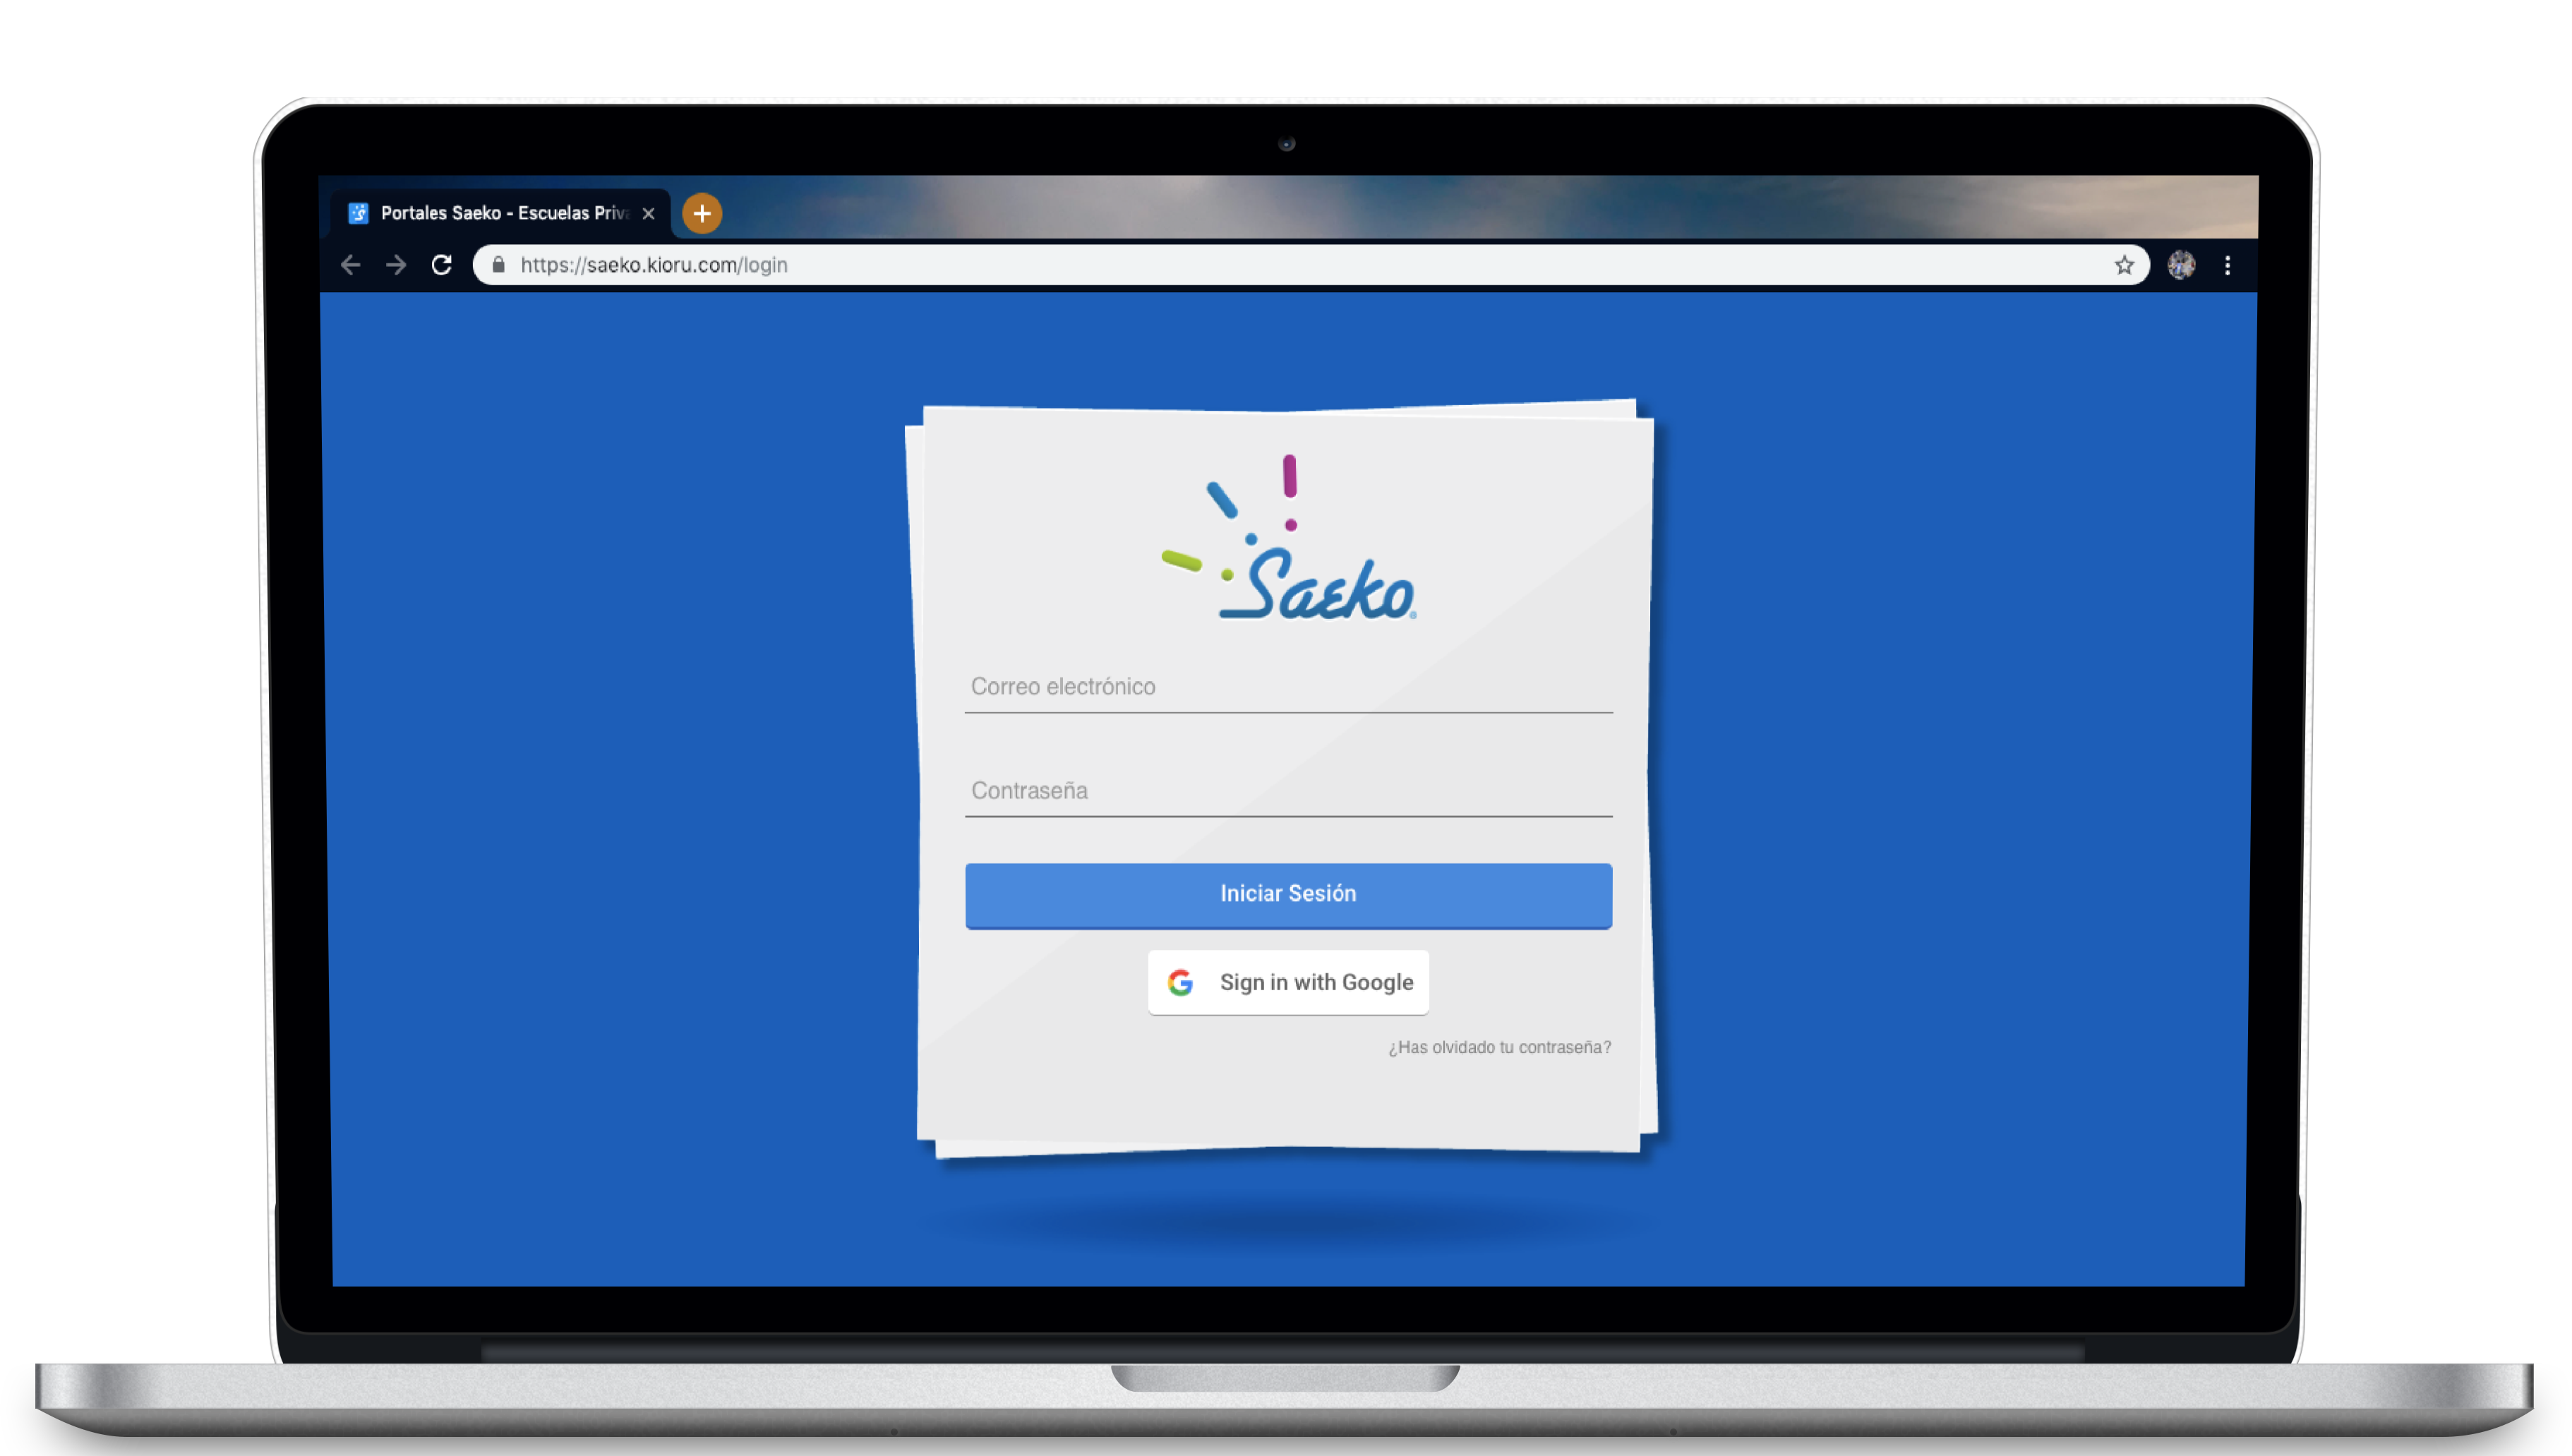 Portales Saeko - Escuelas Priv
https://saeko.kioru.com/login
Saeko
Correo electrónico
Contraseña
Iniciar Sesión
Sign in with Google
¿Has olvidado tu contraseña?